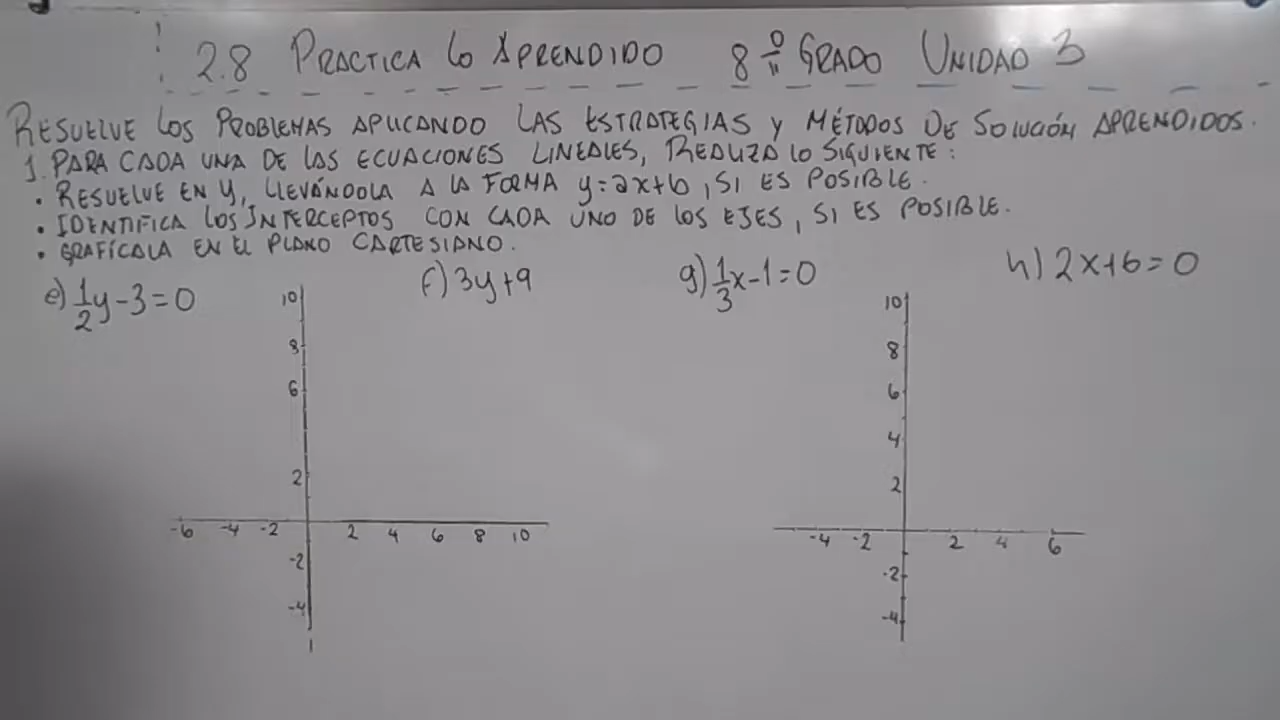 2.8 PRACTICA lo APRENDIDO 8º GRADO UNIDAD 3
RESUELVE LOS PROBLEMAS APLICANDO LAS ESTRATEGIAS Y MÉTODOS DE SOLUCIÓN APRENDIDOS.
1. PARA CADA UNA DE LAS ECUACIONES LINEALES, REALIZA LO SIGUIENTE:
• RESUELVE EN Y, LLEVÁNDOLA A LA FORMA y=ax+b, SI ES POSIBLE.
• IDENTIFICA LOS INTERCEPTOS CON CADA UNO DE LOS EJES, SI ES POSIBLE.
• GRAFÍCALA EN EL PLANO CARTESIANO.
e) 1/2 y-3=0 f) 3y+9 g) 1/3 x-1=0 h) 2x+6=0
10
8
6
2
-6 -4 -2 2 4 6 8 10
-2
-4
10
8
6
4
2
-4 -2 2 4 6
-2
-4